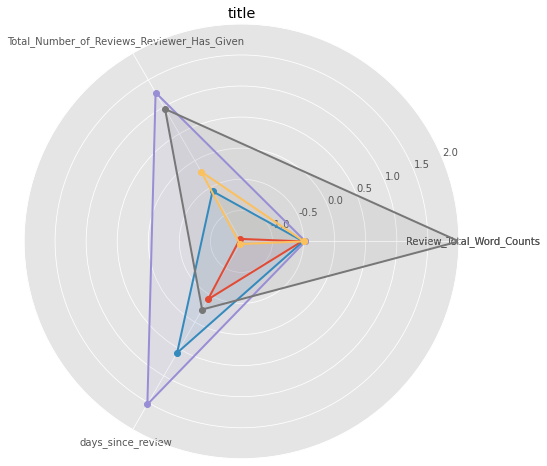 title
Total_Number_of_Reviews_Reviewer_Has_Given
2.0
1.5
1.0
0.5
0.0
-0.5
-1.0
Review_Total_Word_Counts
days_since_review